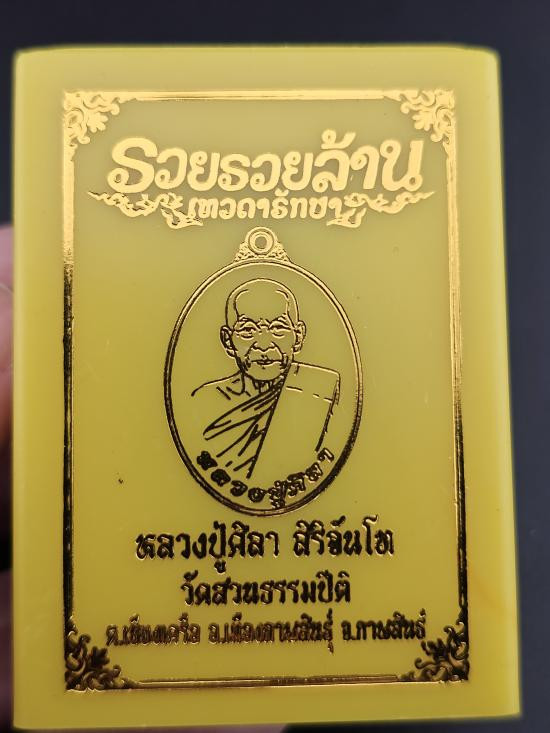 รวยรวยล้าน
เทวดารักษา
หลวงปู่ศิลา
หลวงปู่ศิลา สิริจันโท
วัดสวนธรรมปีติ
ต.เชียงเครือ อ.เมืองกาฬสินธุ์ จ.กาฬสินธุ์